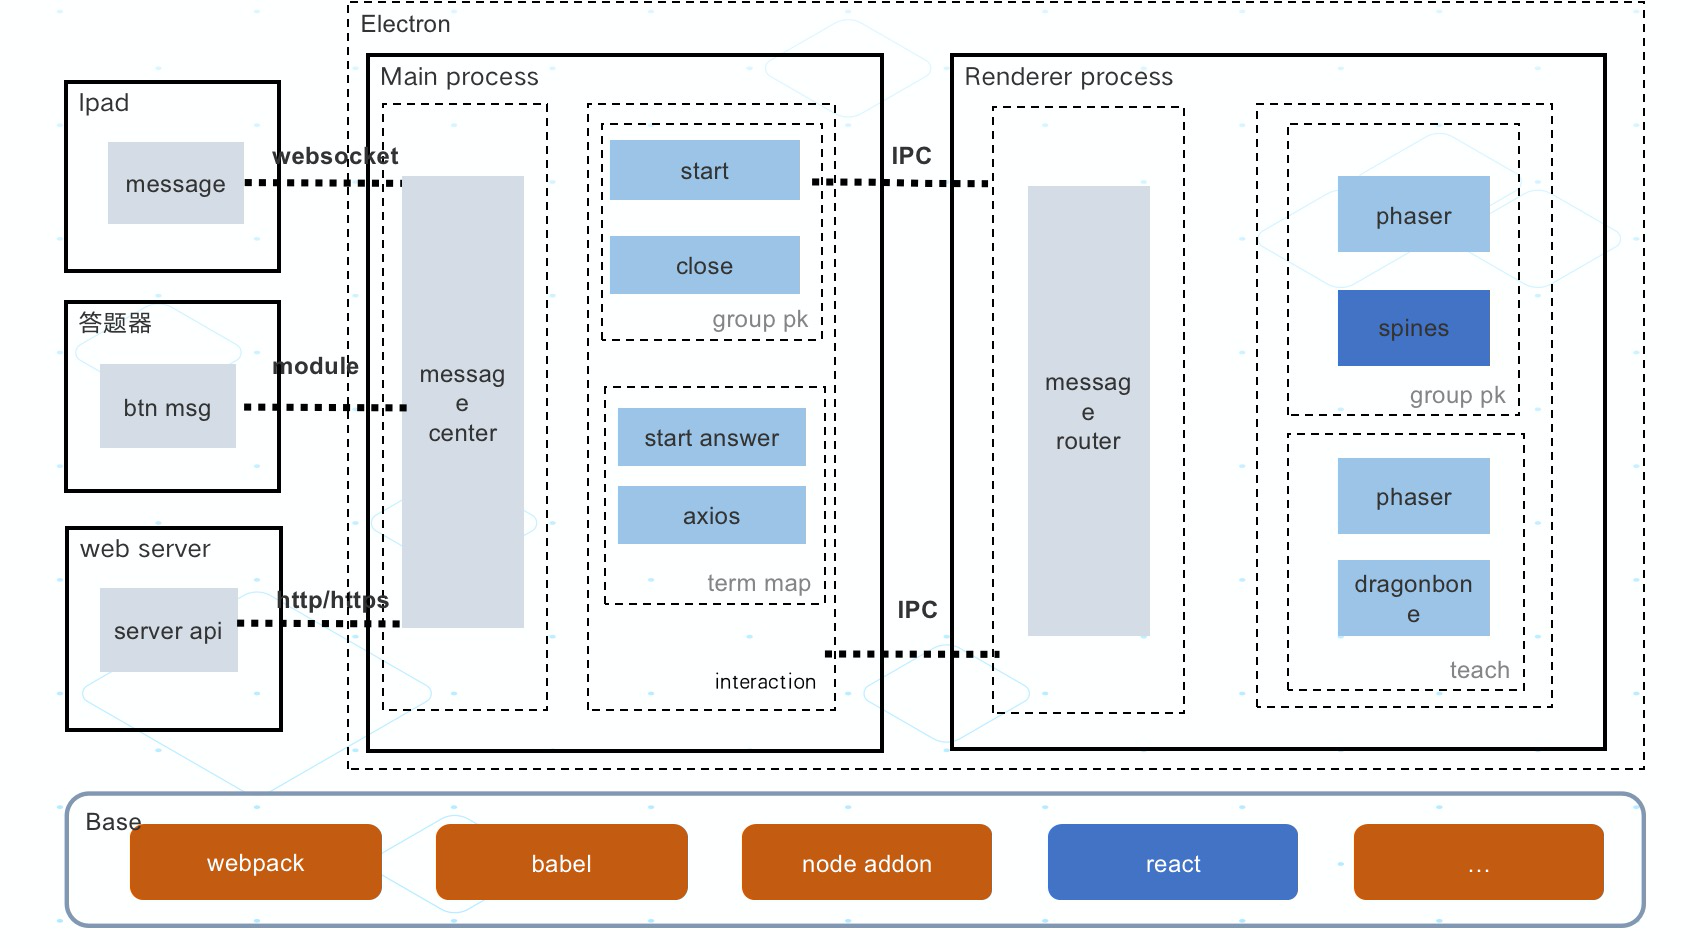 Electron
Main process
Renderer process
Ipad
message
websocket
答题器
btn msg
module
web server
server api
http/https
messag
e
center
start
close
group pk
start answer
axios
term map
interaction
IPC
IPC
messag
e
router
phaser
spines
group pk
phaser
dragonbon
e
teach
Base
webpack
babel
node addon
react
...